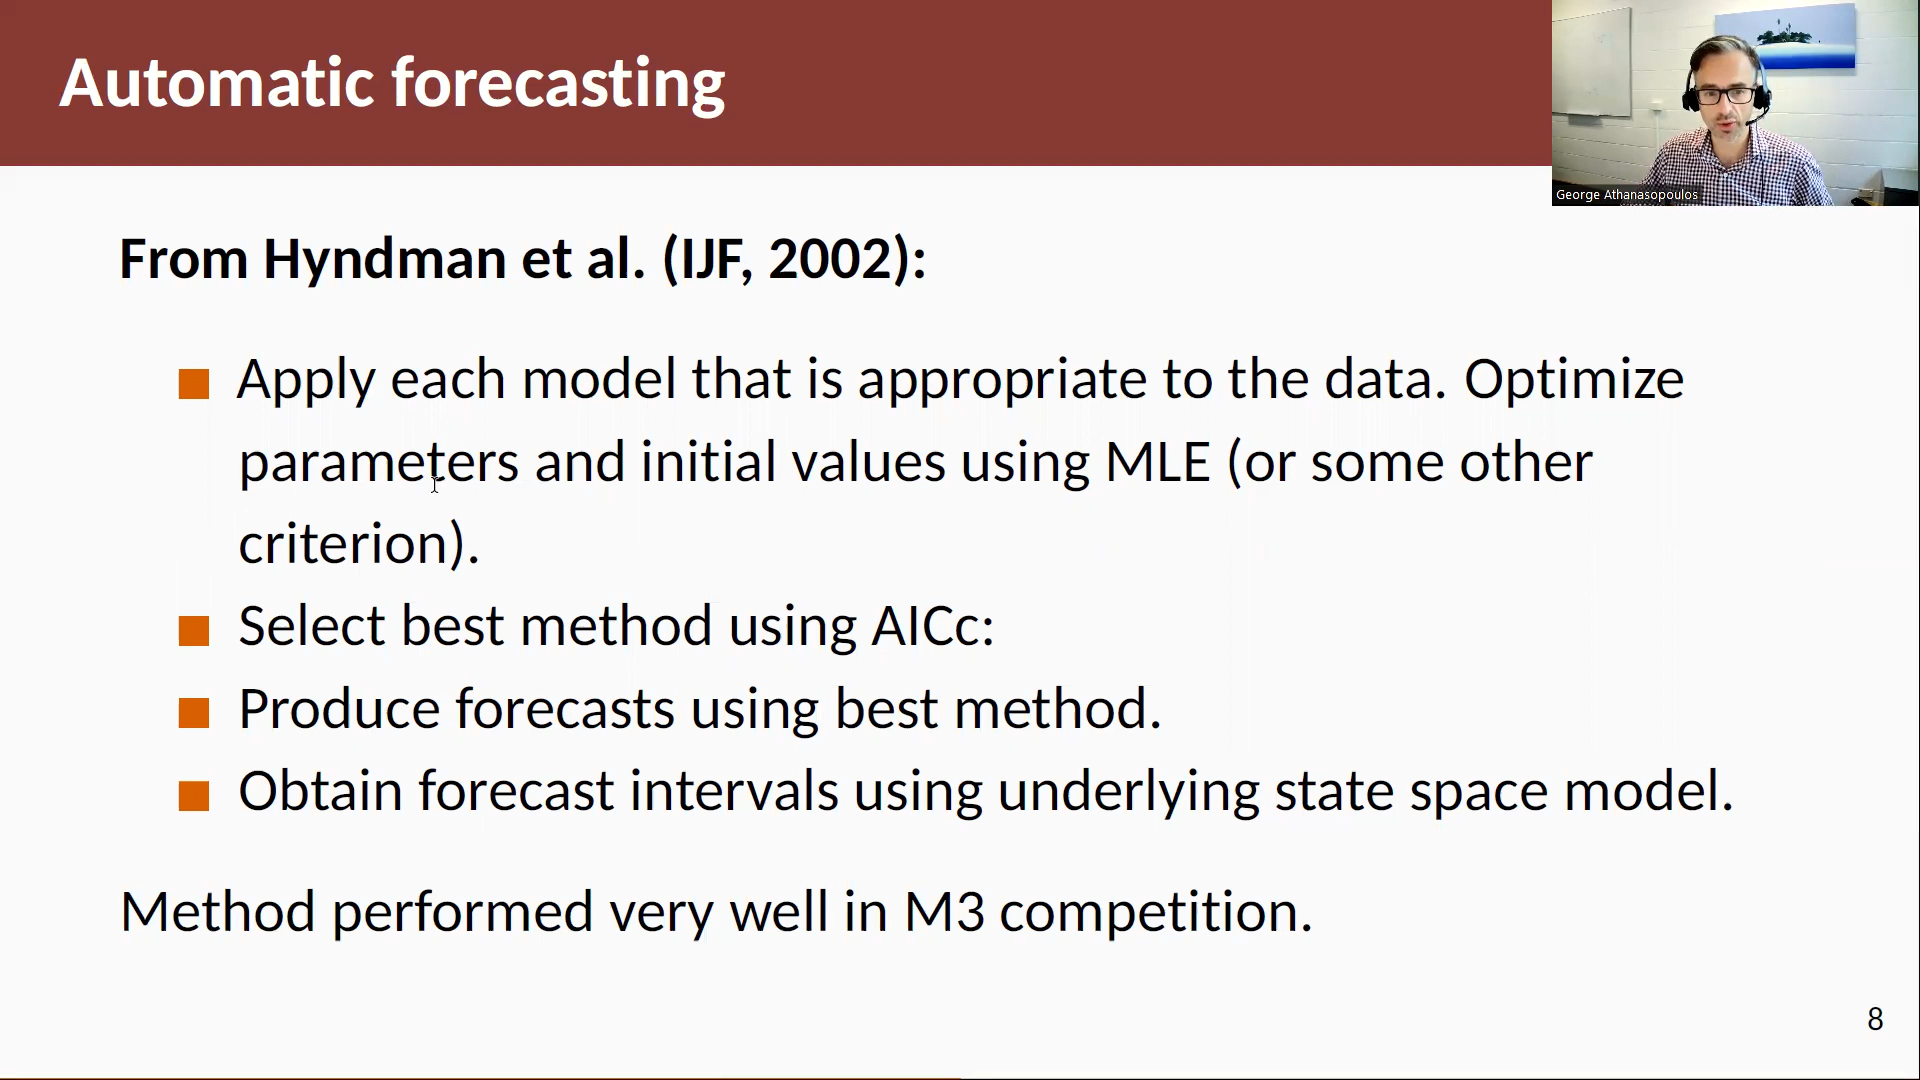 Automatic forecasting
George Athanasopoulos
From Hyndman et al. (IJF, 2002):
Apply each model that is appropriate to the data. Optimize
parameters and initial values using MLE (or some other
criterion).
Select best method using AICc:
Produce forecasts using best method.
Obtain forecast intervals using underlying state space model.
Method performed very well in M3 competition.
8